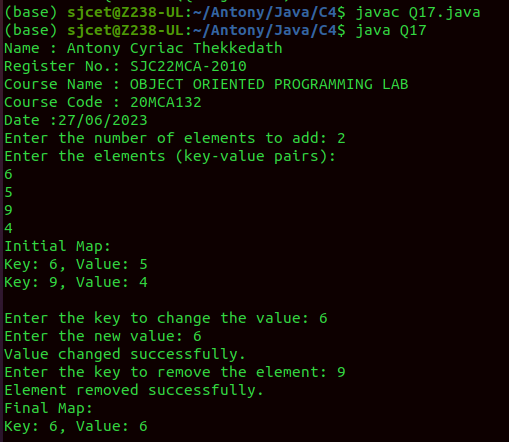 (base) sjcet@Z238-UL:~/Antony/Java/C4$ javac Q17.java
(base) sjcet@Z238-UL:~/Antony/Java/C4$ java Q17
Name : Antony Cyriac Thekkedath
Register No.: SJC22MCA-2010
Course Name : OBJECT ORIENTED PROGRAMMING LAB
Course Code : 20MCA132
Date :27/06/2023
Enter the number of elements to add: 2
Enter the elements (key-value pairs):
6
5
9
4
Initial Map:
Key: 6, Value: 5
Key: 9, Value: 4
Enter the key to change the value: 6
Enter the new value: 6
Value changed successfully.
Enter the key to remove the element: 9
Element removed successfully.
Final Map:
Key: 6, Value: 6